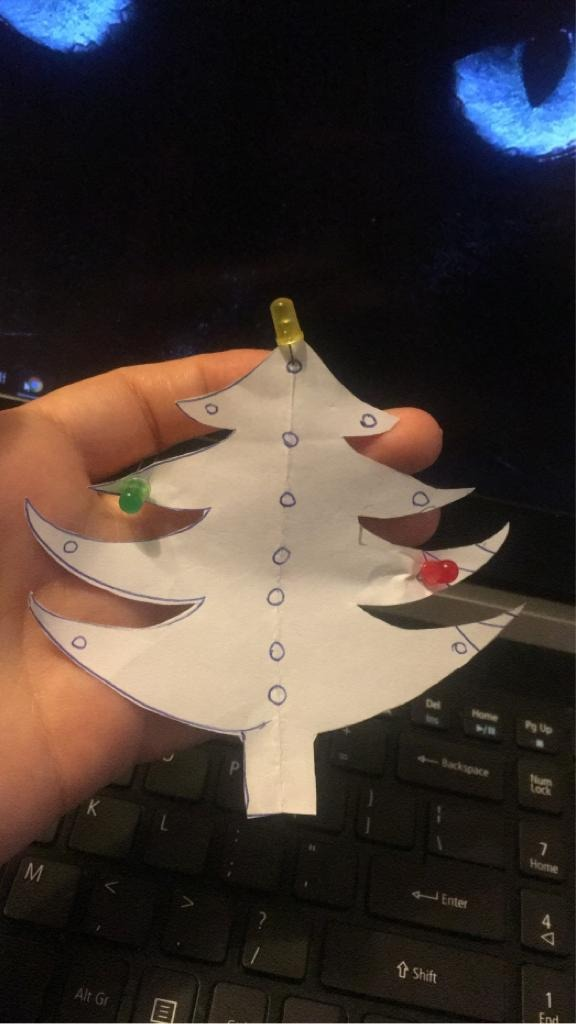 Del
Ins
Home
Pg Up
Backspace
Num
Lock
P
K
L
7
Home
Enter
M
<
>
?
/
4
Shift
Alt Gr
1
End